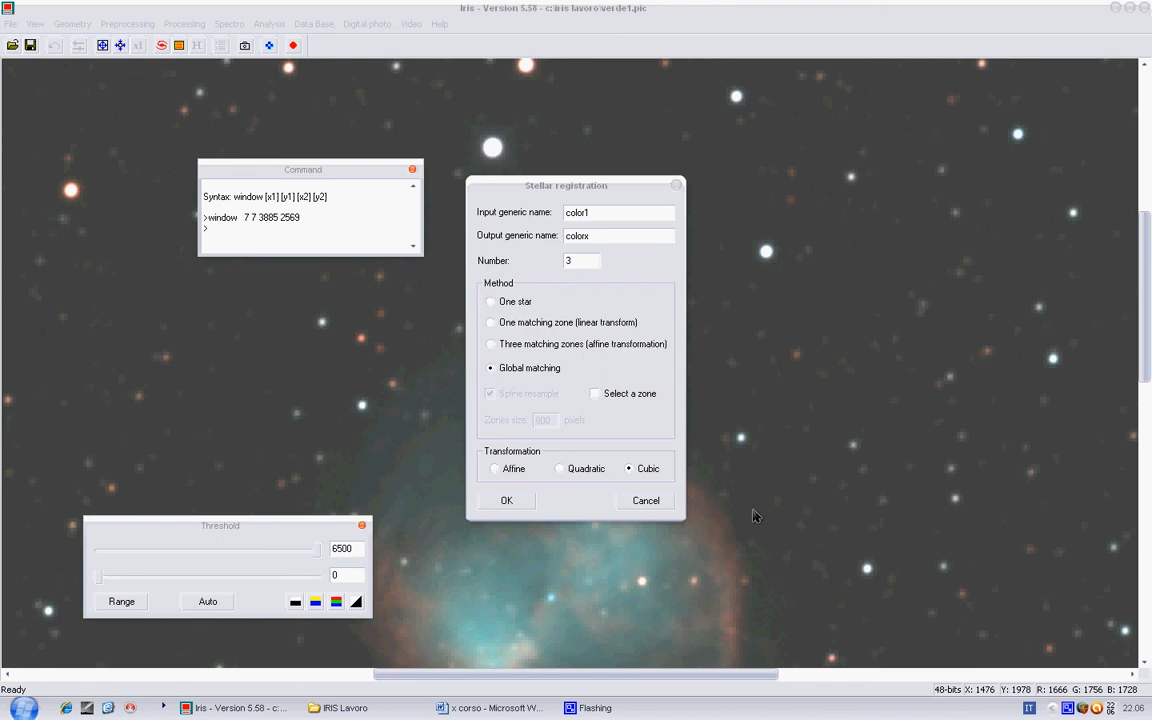 Iris - Version 5.58 - c:\iris lavoro\verde1.pic
File View Geometry Preprocessing Processing Spectro Analysis Data Base Digital photo Video Help
x1 H
Command
Syntax: window [x1] [y1] [x2] [y2]
>window 7 7 3885 2569
>
Stellar registration
Input generic name: color1
Output generic name: colorx
Number: 3
Method
One star
One matching zone (linear transform)
Three matching zones (affine transformation)
Global matching
Spline resample Select a zone
Zones size: 800 pixels
Transformation
Affine Quadratic Cubic
OK Cancel
Threshold
6500
0
Range Auto
Ready
48-bits X: 1476 Y: 1978 R: 1666 G: 1756 B: 1728
Iris - Version 5.58 - c:... IRIS Lavoro x corso - Microsoft W... Flashing IT 22 06 22.06